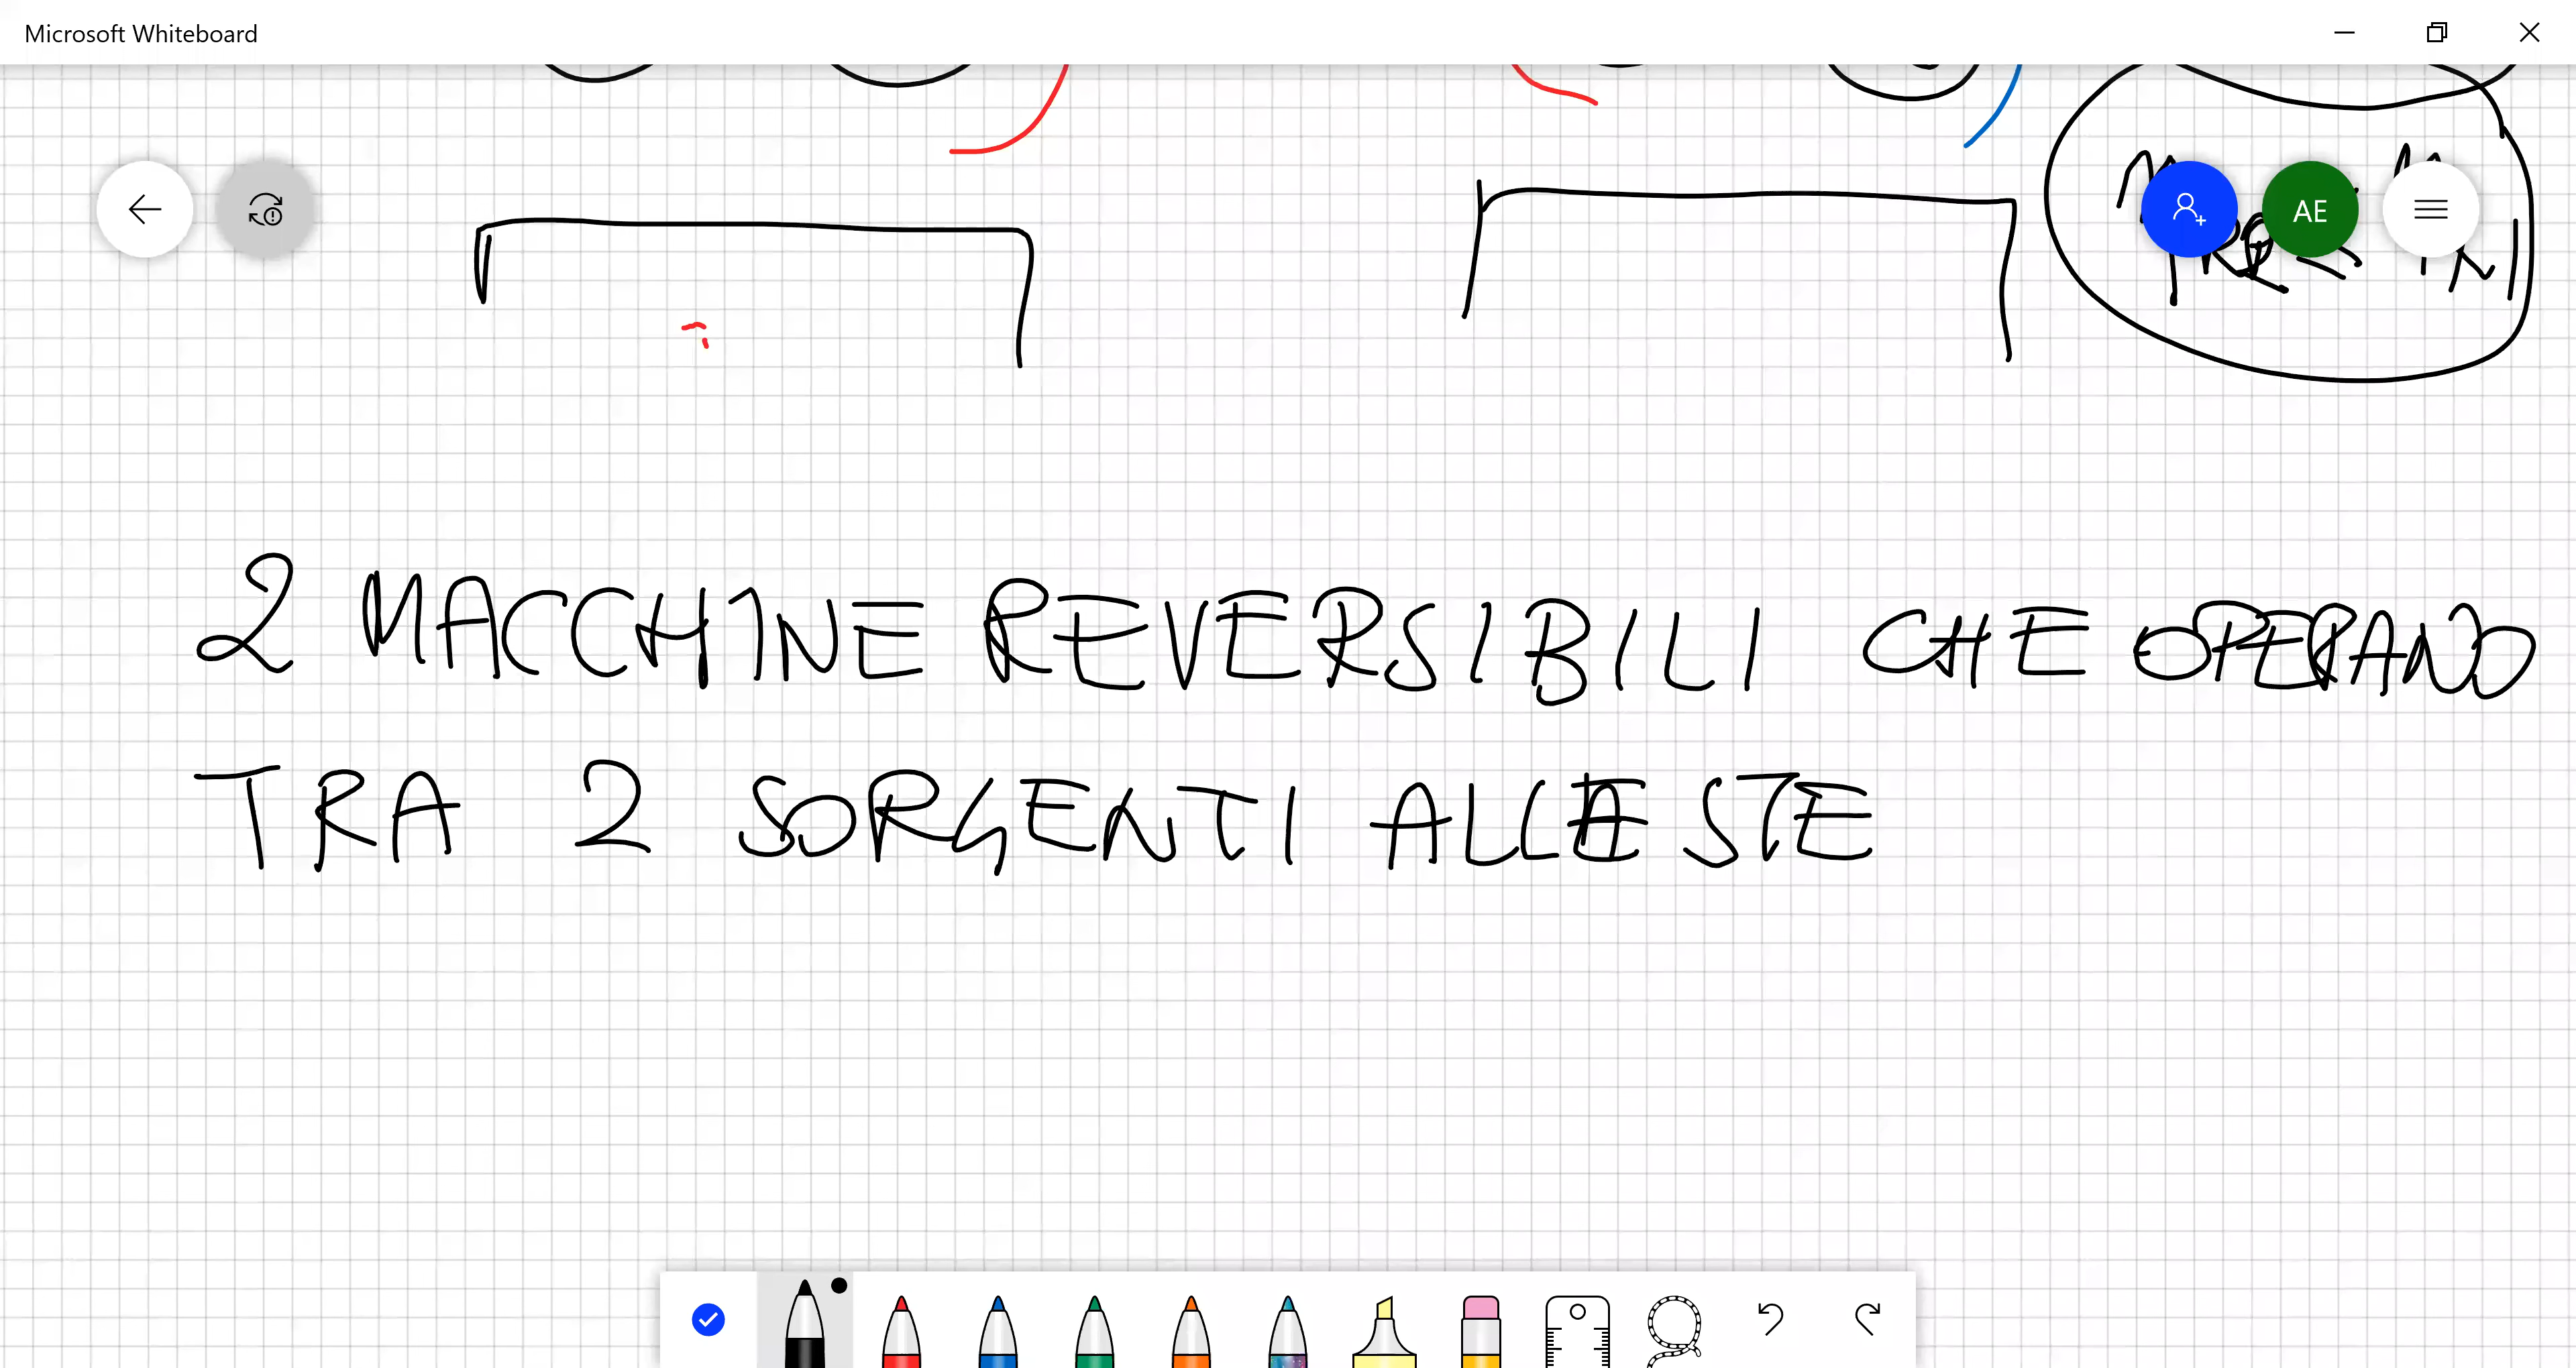 Microsoft Whiteboard
AE
2 MACCHINE REVERSIBILI CHE OPERANO
TRA 2 SORGENTI ALLE STE